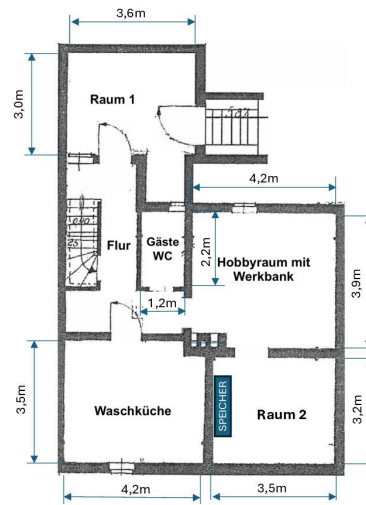 3,6m
3,0m
Raum 1
4,2m
Flur
Gäste
WC
2,2m
Hobbyraum mit
Werkbank
3,9m
1,2m
3,5m
Waschküche
SPEICHER
Raum 2
3,2m
4,2m
3,5m